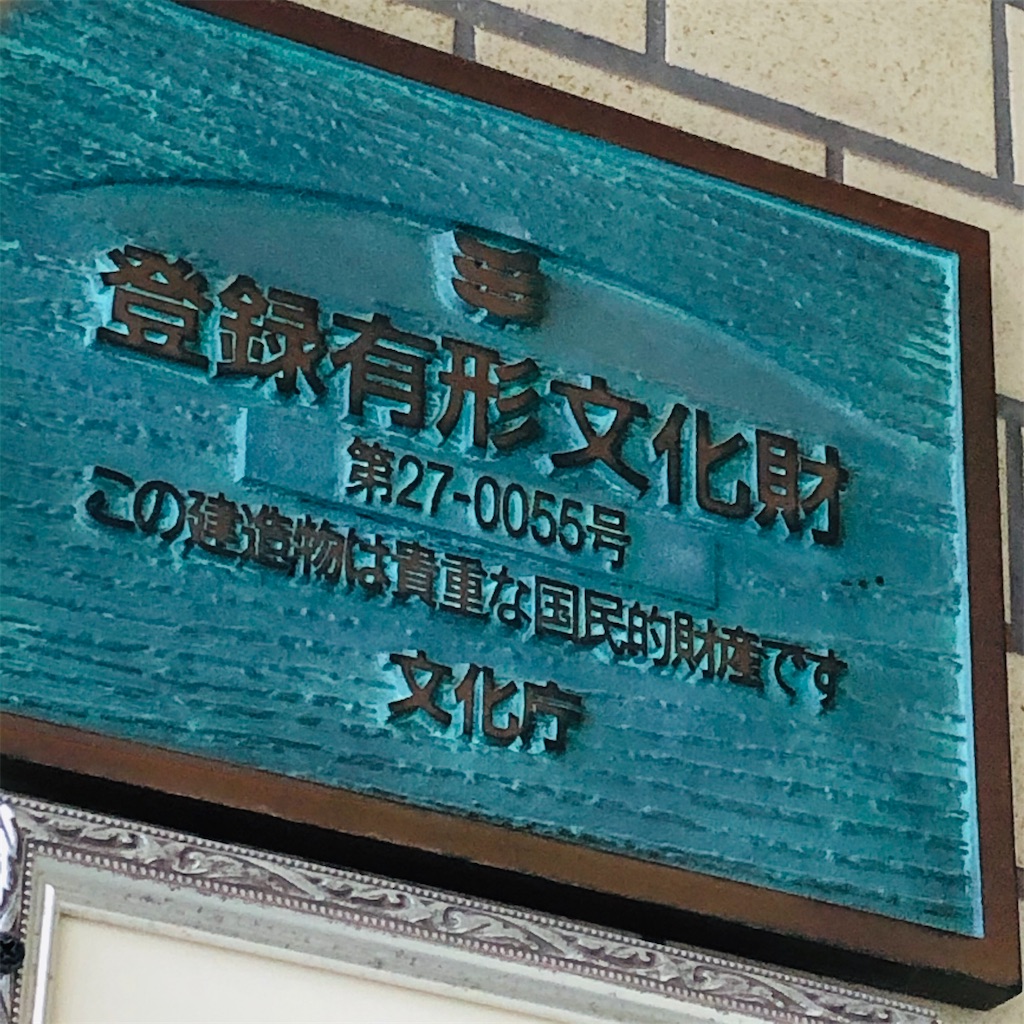 登録有形文化財
第27-0055号
この建造物は貴重な国民的財産です
文化庁